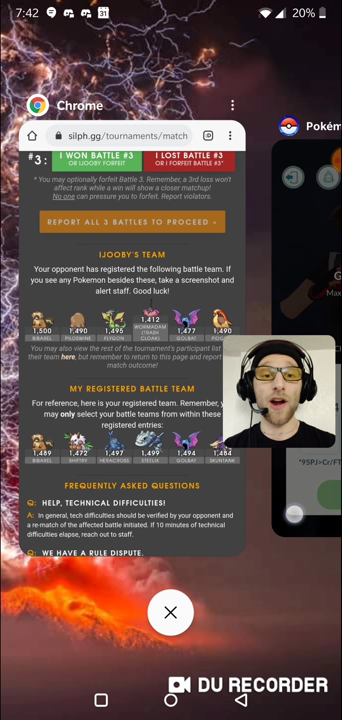 7:42
31
20%
Chrome
Pokém
silph.gg/tournaments/match
#3:
I WON BATTLE #3
OR IJOOBY FORFEIT
I LOST BATTLE #3
OR I FORFEIT BATTLE #3*
* You may optionally forfeit Battle 3. Remember, a 3rd loss won't
affect rank while a win will show a closer matchup!
No one can pressure you to forfeit. Report violators.
REPORT ALL 3 BATTLES TO PROCEED
IJOOBY'S TEAM
Your opponent has registered the following battle team. If
you see any Pokemon besides these, take a screenshot and
alert staff. Good luck!
1,500
BIBAREL
1,490
PILOSWINE
1,495
FLYGON
1,412
WORMADAM
(TRASH
CLOAK)
1,477
GOLBAT
1,490
You may also view the rest of the tournament's participant list
their team here, but remember to return to this page and report
match outcome!
MY REGISTERED BATTLE TEAM
For reference, here is your registered team. Remember, y
may only select your battle teams from within these
registered entries:
1,489
BIBAREL
1,472
SHIFTRY
1,497
HERACROSS
1,499
STEELIX
1,494
GOLBAT
1,484
SKUNTANK
*95PJ>Cr/FT
FREQUENTLY ASKED QUESTIONS
Q: HELP, TECHNICAL DIFFICULTIES!
A: In general, tech difficulties should be verified by your opponent and
a re-match of the affected battle initiated. If 10 minutes of technical
difficulties elapse, reach out to staff.
Q: WE HAVE A RULE DISPUTE.
DU RECORDER